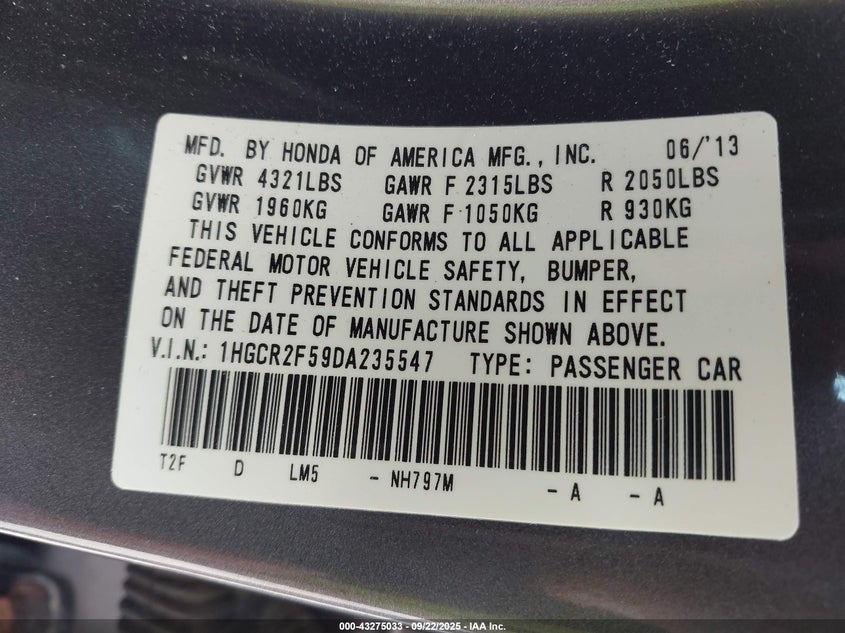 MFD. BY HONDA OF AMERICA MFG., INC. 06/'13
GVWR 4321LBS GAWR F 2315LBS R 2050LBS
GVWR 1960KG GAWR F 1050KG R 930KG
THIS VEHICLE CONFORMS TO ALL APPLICABLE
FEDERAL MOTOR VEHICLE SAFETY, BUMPER,
AND THEFT PREVENTION STANDARDS IN EFFECT
ON THE DATE OF MANUFACTURE SHOWN ABOVE.
V.I.N.: 1HGCR2F59DA235547 TYPE: PASSENGER CAR
T2F D LM5 - NH797M - A - A
000-43275033 - 09/22/2025 - IAA Inc.